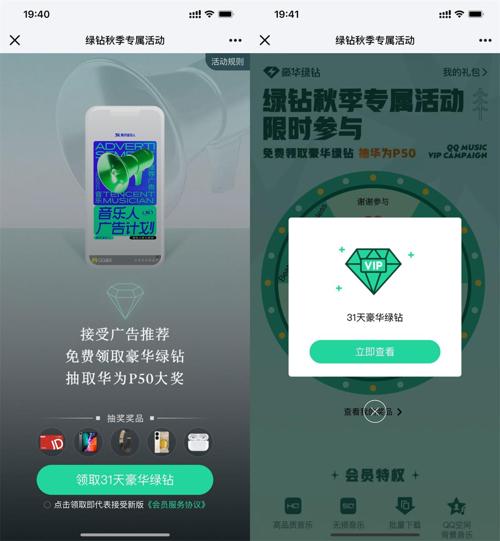 19:40
绿钻秋季专属活动
活动规则
ADVERTI
TENCENT
MUSICIAN
音乐人
广告计划
接受广告推荐
免费领取豪华绿钻
抽取华为P50大奖
抽奖奖品
领取31天豪华绿钻
点击领取即代表接受新版《会员服务协议》
19:41
绿钻秋季专属活动
豪华绿钻
我的礼包>
绿钻秋季专属活动
限时参与
免费领取豪华绿钻 抽华为P50
QQ MUSIC
VIP CAMPAIGN
谢谢参与
VIP
31天豪华绿钻
立即查看
查看我的奖品 >
会员特权
高品质音乐
无损音乐
批量下载
QQ空间
背景音乐